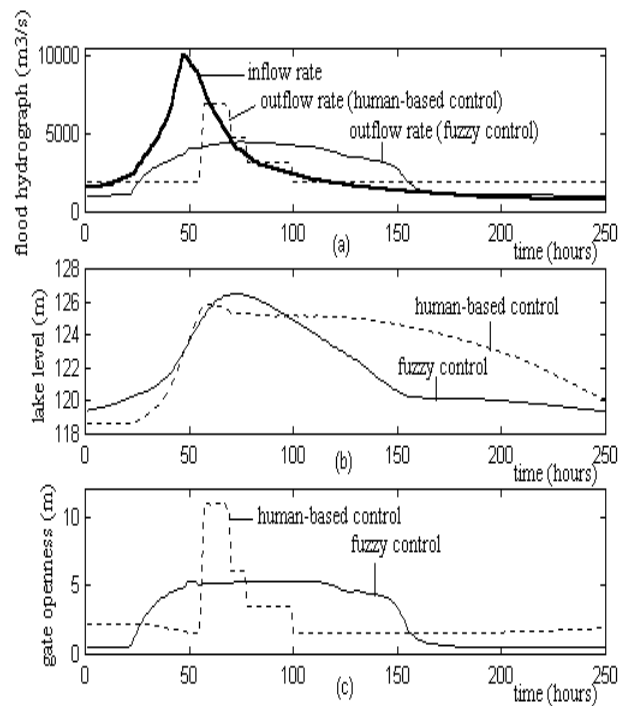 flood hydrograph (m3/s)
10000
5000
0
inflow rate
outflow rate (human-based control)
outflow rate (fuzzy control)
0 50 100 150 200 250
(a)
time (hours)
lake level (m)
128
126
124
122
120
118
human-based control
fuzzy control
0 50 100 150 200 250
(b)
time (hours)
gate openness (m)
10
5
0
human-based control
fuzzy control
0 50 100 150 200 250
(c)
time (hours)